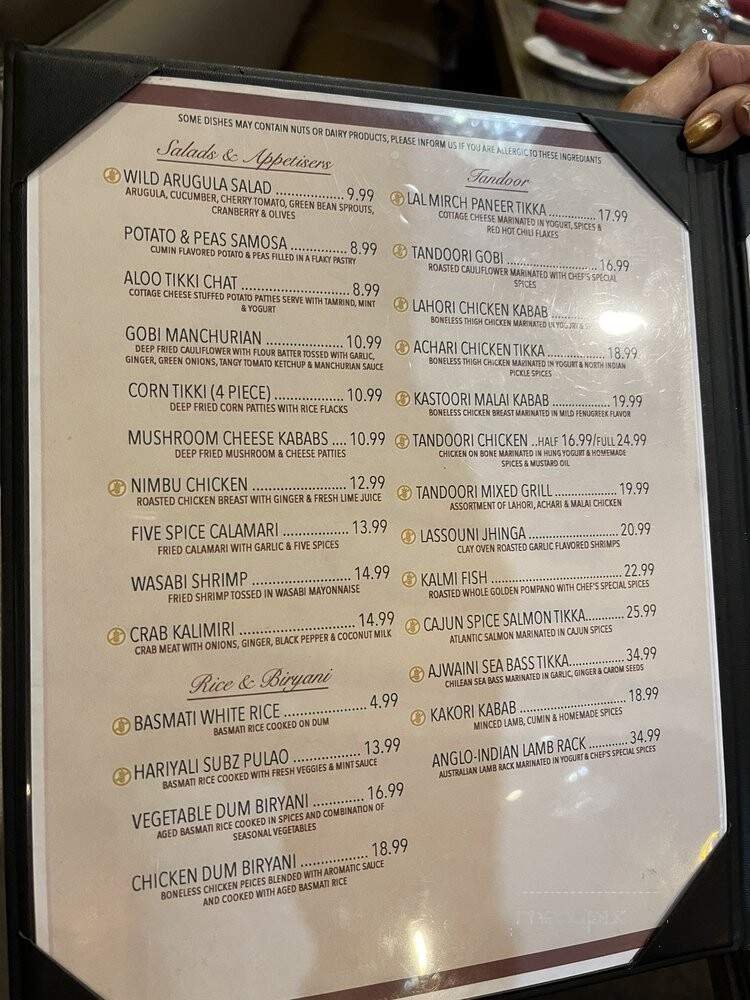 SOME DISHES MAY CONTAIN NUTS OR DAIRY PRODUCTS, PLEASE INFORM US IF YOU ARE ALLERGIC TO THESE INGREDIANTS
Salads & Appetisers
WILD ARUGULA SALAD ................ 9.99
ARUGULA, CUCUMBER, CHERRY TOMATO, GREEN BEAN SPROUTS,
CRANBERRY & OLIVES
POTATO & PEAS SAMOSA .............. 8.99
CUMIN FLAVORED POTATO & PEAS FILLED IN A FLAKY PASTRY
ALOO TIKKI CHAT ......................... 8.99
COTTAGE CHEESE STUFFED POTATO PATTIES SERVE WITH TAMRIND, MINT
& YOGURT
GOBI MANCHURIAN .................. 10.99
DEEP FRIED CAULIFLOWER WITH FLOUR BATTER TOSSED WITH GARLIC,
GINGER, GREEN ONIONS, TANGY TOMATO KETCHUP & MANCHURIAN SAUCE
CORN TIKKI (4 PIECE) ................. 10.99
DEEP FRIED CORN PATTIES WITH RICE FLACKS
MUSHROOM CHEESE KABABS .... 10.99
DEEP FRIED MUSHROOM & CHEESE PATTIES
NIMBU CHICKEN ...................... 12.99
ROASTED CHICKEN BREAST WITH GINGER & FRESH LIME JUICE
FIVE SPICE CALAMARI ................ 13.99
FRIED CALAMARI WITH GARLIC & FIVE SPICES
WASABI SHRIMP ........................ 14.99
FRIED SHRIMP TOSSED IN WASABI MAYONNAISE
CRAB KALIMIRI ........................... 14.99
CRAB MEAT WITH ONIONS, GINGER, BLACK PEPPER & COCONUT MILK
Rice & Biryani
BASMATI WHITE RICE ................... 4.99
BASMATI RICE COOKED ON DUM
HARIYALI SUBZ PULAO ................ 13.99
BASMATI RICE COOKED WITH FRESH VEGGIES & MINT SAUCE
VEGETABLE DUM BIRYANI ............ 16.99
AGED BASMATI RICE COOKED IN SPICES AND COMBINATION OF
SEASONAL VEGETABLES
CHICKEN DUM BIRYANI ................ 18.99
BONELESS CHICKEN PEICES BLENDED WITH AROMATIC SAUCE
AND COOKED WITH AGED BASMATI RICE
Tandoor
LAL MIRCH PANEER TIKKA ............ 17.99
COTTAGE CHEESE MARINATED IN YOGURT, SPICES &
RED HOT CHILI FLAKES
TANDOORI GOBI ......................... 16.99
ROASTED CAULIFLOWER MARINATED WITH CHEF'S SPECIAL
SPICES
LAHORI CHICKEN KABAB
BONELESS THIGH CHICKEN MARINATED IN YOGURT &
ACHARI CHICKEN TIKKA ............... 18.99
BONELESS THIGH CHICKEN MARINATED IN YOGURT & NORTH INDIAN
PICKLE SPICES
KASTOORI MALAI KABAB .............. 19.99
BONELESS CHICKEN BREAST MARINATED IN MILD FENUGREEK FLAVOR
TANDOORI CHICKEN ..HALF 16.99/FULL 24.99
CHICKEN ON BONE MARINATED IN HUNG YOGURT & HOMEMADE
SPICES & MUSTARD OIL
TANDOORI MIXED GRILL ............... 19.99
ASSORTMENT OF LAHORI, ACHARI & MALAI CHICKEN
LASSOUNI JHINGA ....................... 20.99
CLAY OVEN ROASTED GARLIC FLAVORED SHRIMPS
KALMI FISH ................................ 22.99
ROASTED WHOLE GOLDEN POMPANO WITH CHEF'S SPECIAL SPICES
CAJUN SPICE SALMON TIKKA......... 25.99
ATLANTIC SALMON MARINATED IN CAJUN SPICES
AJWAINI SEA BASS TIKKA.............. 34.99
CHILEAN SEA BASS MARINATED IN GARLIC, GINGER & CAROM SEEDS
KAKORI KABAB ........................... 18.99
MINCED LAMB, CUMIN & HOMEMADE SPICES
ANGLO-INDIAN LAMB RACK .......... 34.99
AUSTRALIAN LAMB RACK MARINATED IN YOGURT & CHEF'S SPECIAL SPICES
menupix